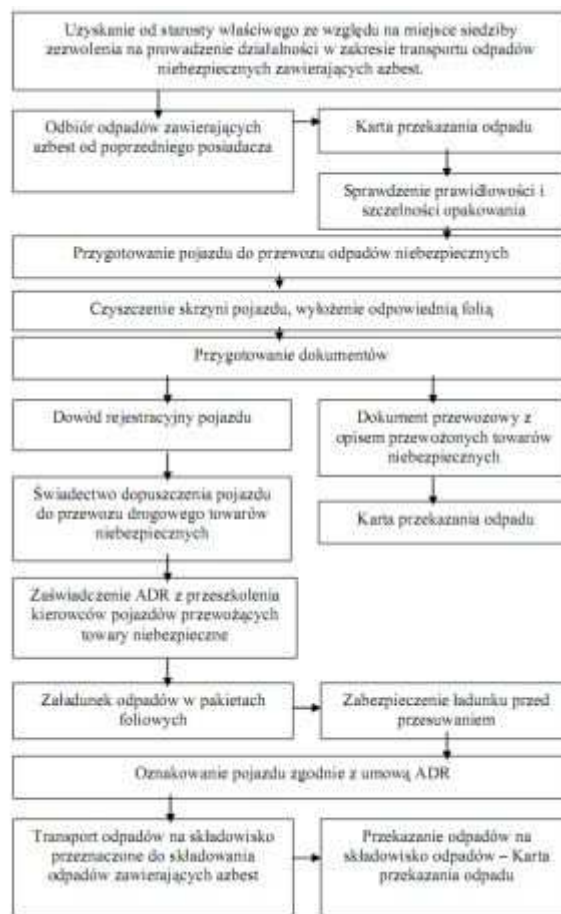 Uzyskanie od starosty właściwego ze względu na miejsce siedziby
zezwolenia na prowadzenie działalności w zakresie transportu odpadów
niebezpiecznych zawierających azbest.
Odbiór odpadów zawierających
azbest od poprzedniego posiadacza
Karta przekazania odpadu
Sprawdzenie prawidłowości i
szczelności opakowania
Przygotowanie pojazdu do przewozu odpadów niebezpiecznych
Czyszczenie skrzyni pojazdu, wyłożenie odpowiednią folią
Przygotowanie dokumentów
Dowód rejestracyjny pojazdu
Świadectwo dopuszczenia pojazdu
do przewozu drogowego towarów
niebezpiecznych
Zaświadczenie ADR z przeszkolenia
kierowców pojazdów przewożących
towary niebezpieczne
Dokument przewozowy z
opisem przewożonych towarów
niebezpiecznych
Karta przekazania odpadu
Załadunek odpadów w pakietach
foliowych
Zabezpieczenie ładunku przed
przesuwaniem
Oznakowanie pojazdu zgodnie z umową ADR
Transport odpadów na składowisko
przeznaczone do składowania
odpadów zawierających azbest
Przekazanie odpadów na
składowisko odpadów – Karta
przekazania odpadu